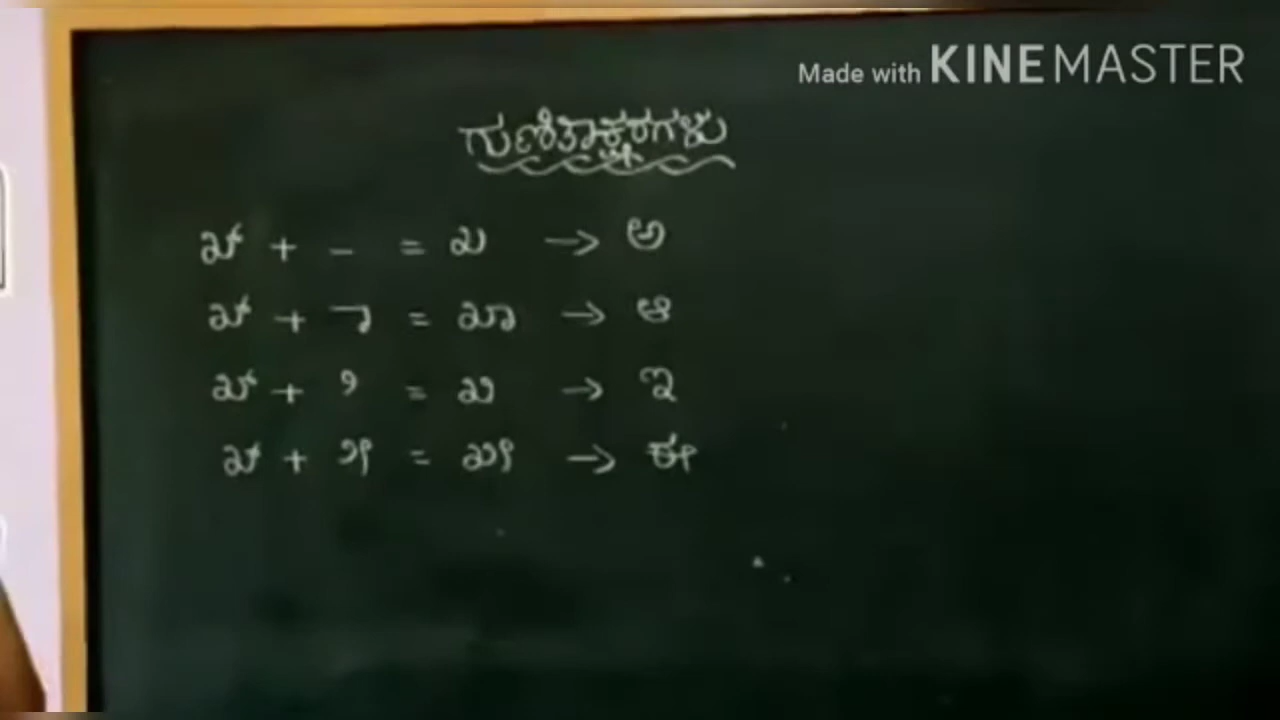 Made with KINEMASTER
ಗುಣಿತಾಕ್ಷರಗಳು
ಖ್ + - = ಖ → ಅ
ಖ್ + ಾ = ಖಾ → ಆ
ಖ್ + ಿ = ಖಿ → ಇ
ಖ್ + ೀ = ಖೀ → ಈ